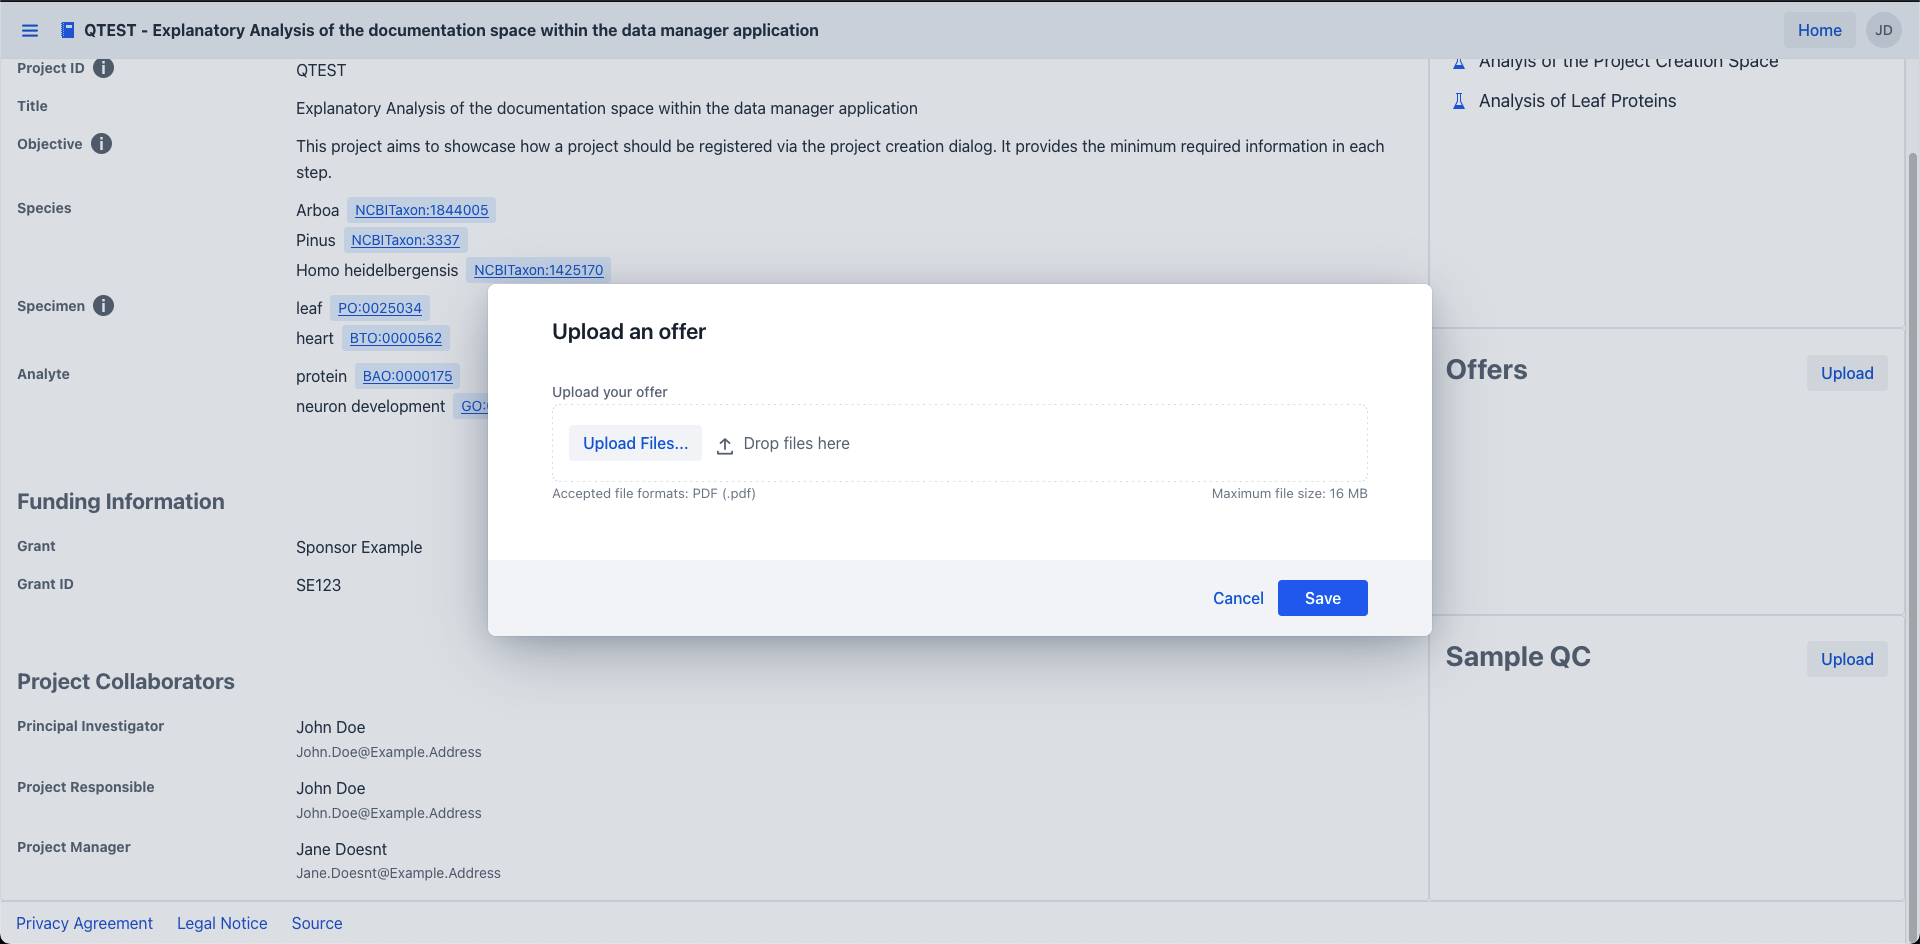 QTEST - Explanatory Analysis of the documentation space within the data manager application
Home
JD
Project ID
QTEST
Title
Explanatory Analysis of the documentation space within the data manager application
Objective
This project aims to showcase how a project should be registered via the project creation dialog. It provides the minimum required information in each
step.
Species
Arboa NCBITaxon:1844005
Pinus NCBITaxon:3337
Homo heidelbergensis NCBITaxon:1425170
Specimen
leaf PO:0025034
heart BTO:0000562
Analyte
protein BAO:0000175
neuron development GO:
Funding Information
Grant
Sponsor Example
Grant ID
SE123
Project Collaborators
Principal Investigator
John Doe
John.Doe@Example.Address
Project Responsible
John Doe
John.Doe@Example.Address
Project Manager
Jane Doesnt
Jane.Doesnt@Example.Address
Analyis of the Project Creation Space
Analysis of Leaf Proteins
Offers
Upload
Sample QC
Upload
Upload an offer
Upload your offer
Upload Files...
Drop files here
Accepted file formats: PDF (.pdf)
Maximum file size: 16 MB
Cancel
Save
Privacy Agreement
Legal Notice
Source